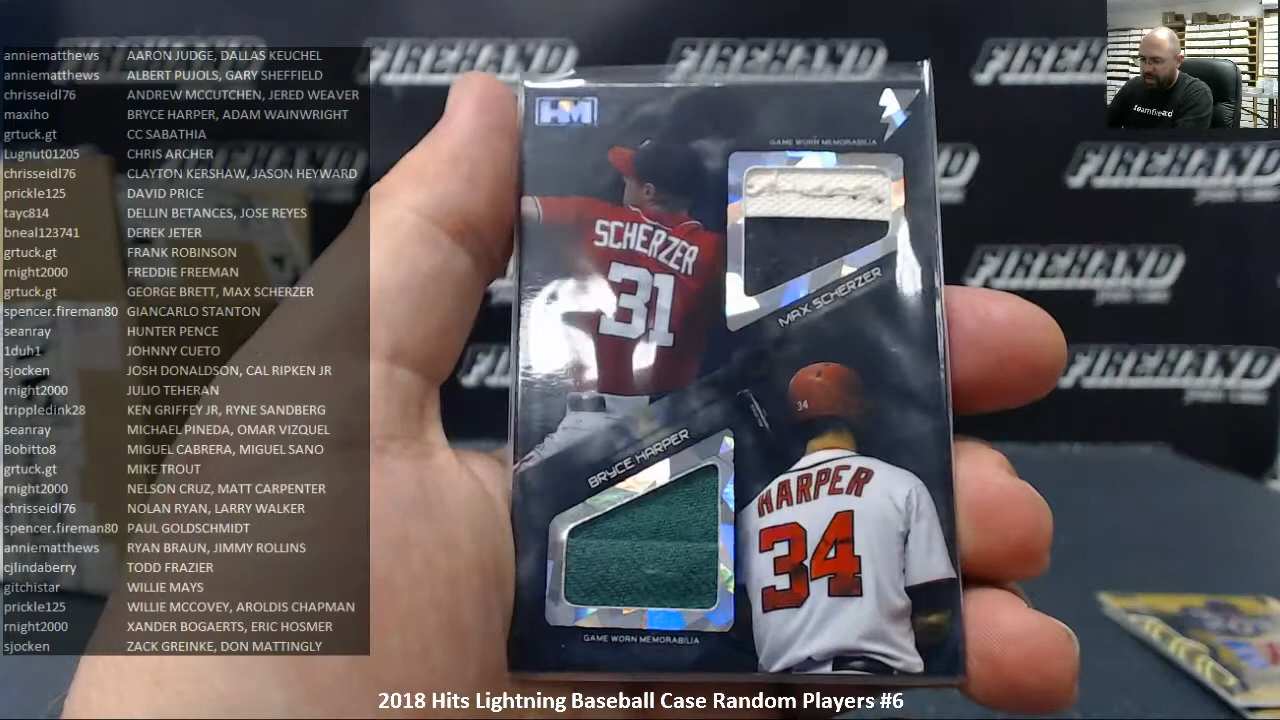 anniematthews AARON JUDGE, DALLAS KEUCHEL
anniematthews ALBERT PUJOLS, GARY SHEFFIELD
chrisseidl76 ANDREW MCCUTCHEN, JERED WEAVER
maxiho BRYCE HARPER, ADAM WAINWRIGHT
grtuck.gt CC SABATHIA
Lugnut01205 CHRIS ARCHER
chrisseidl76 CLAYTON KERSHAW, JASON HEYWARD
prickle125 DAVID PRICE
tayc814 DELLIN BETANCES, JOSE REYES
bneal123741 DEREK JETER
grtuck.gt FRANK ROBINSON
rnight2000 FREDDIE FREEMAN
grtuck.gt GEORGE BRETT, MAX SCHERZER
spencer.fireman80 GIANCARLO STANTON
seanray HUNTER PENCE
1duh1 JOHNNY CUETO
sjocken JOSH DONALDSON, CAL RIPKEN JR
rnight2000 JULIO TEHERAN
trippledink28 KEN GRIFFEY JR, RYNE SANDBERG
seanray MICHAEL PINEDA, OMAR VIZQUEL
Bobitto8 MIGUEL CABRERA, MIGUEL SANO
grtuck.gt MIKE TROUT
rnight2000 NELSON CRUZ, MATT CARPENTER
chrisseidl76 NOLAN RYAN, LARRY WALKER
spencer.fireman80 PAUL GOLDSCHMIDT
anniematthews RYAN BRAUN, JIMMY ROLLINS
cjlindaberry TODD FRAZIER
gitchistar WILLIE MAYS
prickle125 WILLIE MCCOVEY, AROLDIS CHAPMAN
rnight2000 XANDER BOGAERTS, ERIC HOSMER
sjocken ZACK GREINKE, DON MATTINGLY
FIREHAND
FIREHAND
FIREHAND
FIREHAND
FIREHAND
FIREHAND
FIREHAND
HM
GAME WORN MEMORABILIA
SCHERZER
31
MAX SCHERZER
BRYCE HARPER
34
HARPER
34
GAME WORN MEMORABILIA
2018 Hits Lightning Baseball Case Random Players #6